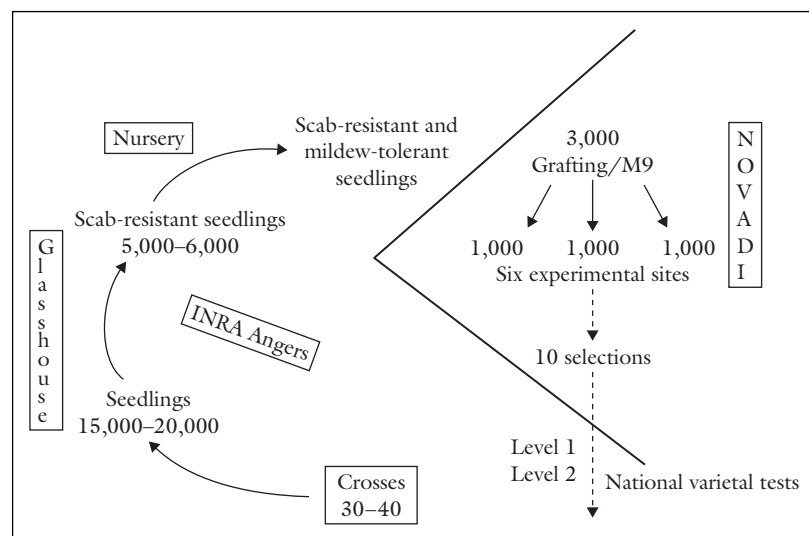 Nursery
Scab-resistant and
mildew-tolerant
seedlings
Scab-resistant seedlings
5,000–6,000
Glasshouse
INRA Angers
Seedlings
15,000–20,000
Crosses
30–40
3,000
Grafting/M9
1,000 1,000 1,000
Six experimental sites
10 selections
Level 1
Level 2
National varietal tests
NOVADI